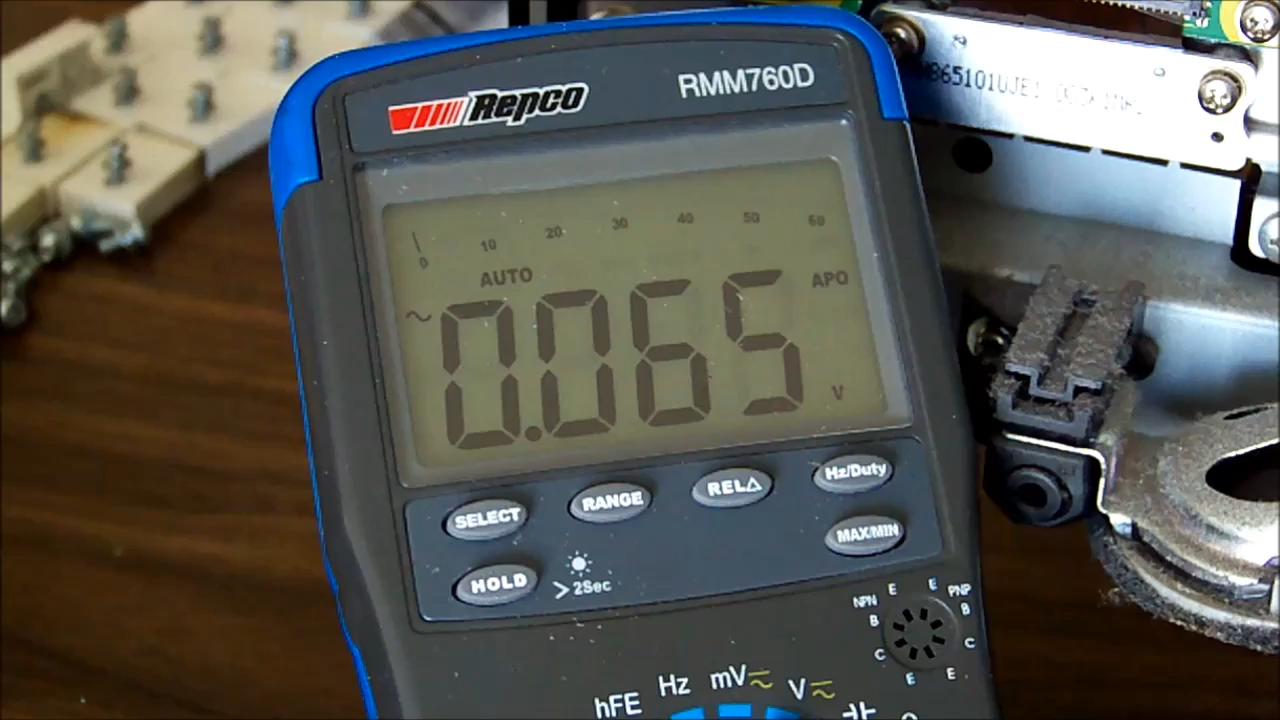 Repco RMM760D
0 10 20 30 40 50 60
AUTO APO
~ 0.065 V
SELECT RANGE REL△ Hz/Duty
HOLD >2Sec MAX/MIN
NPN E E PNP
B B
C C
E E
hFE Hz mV V